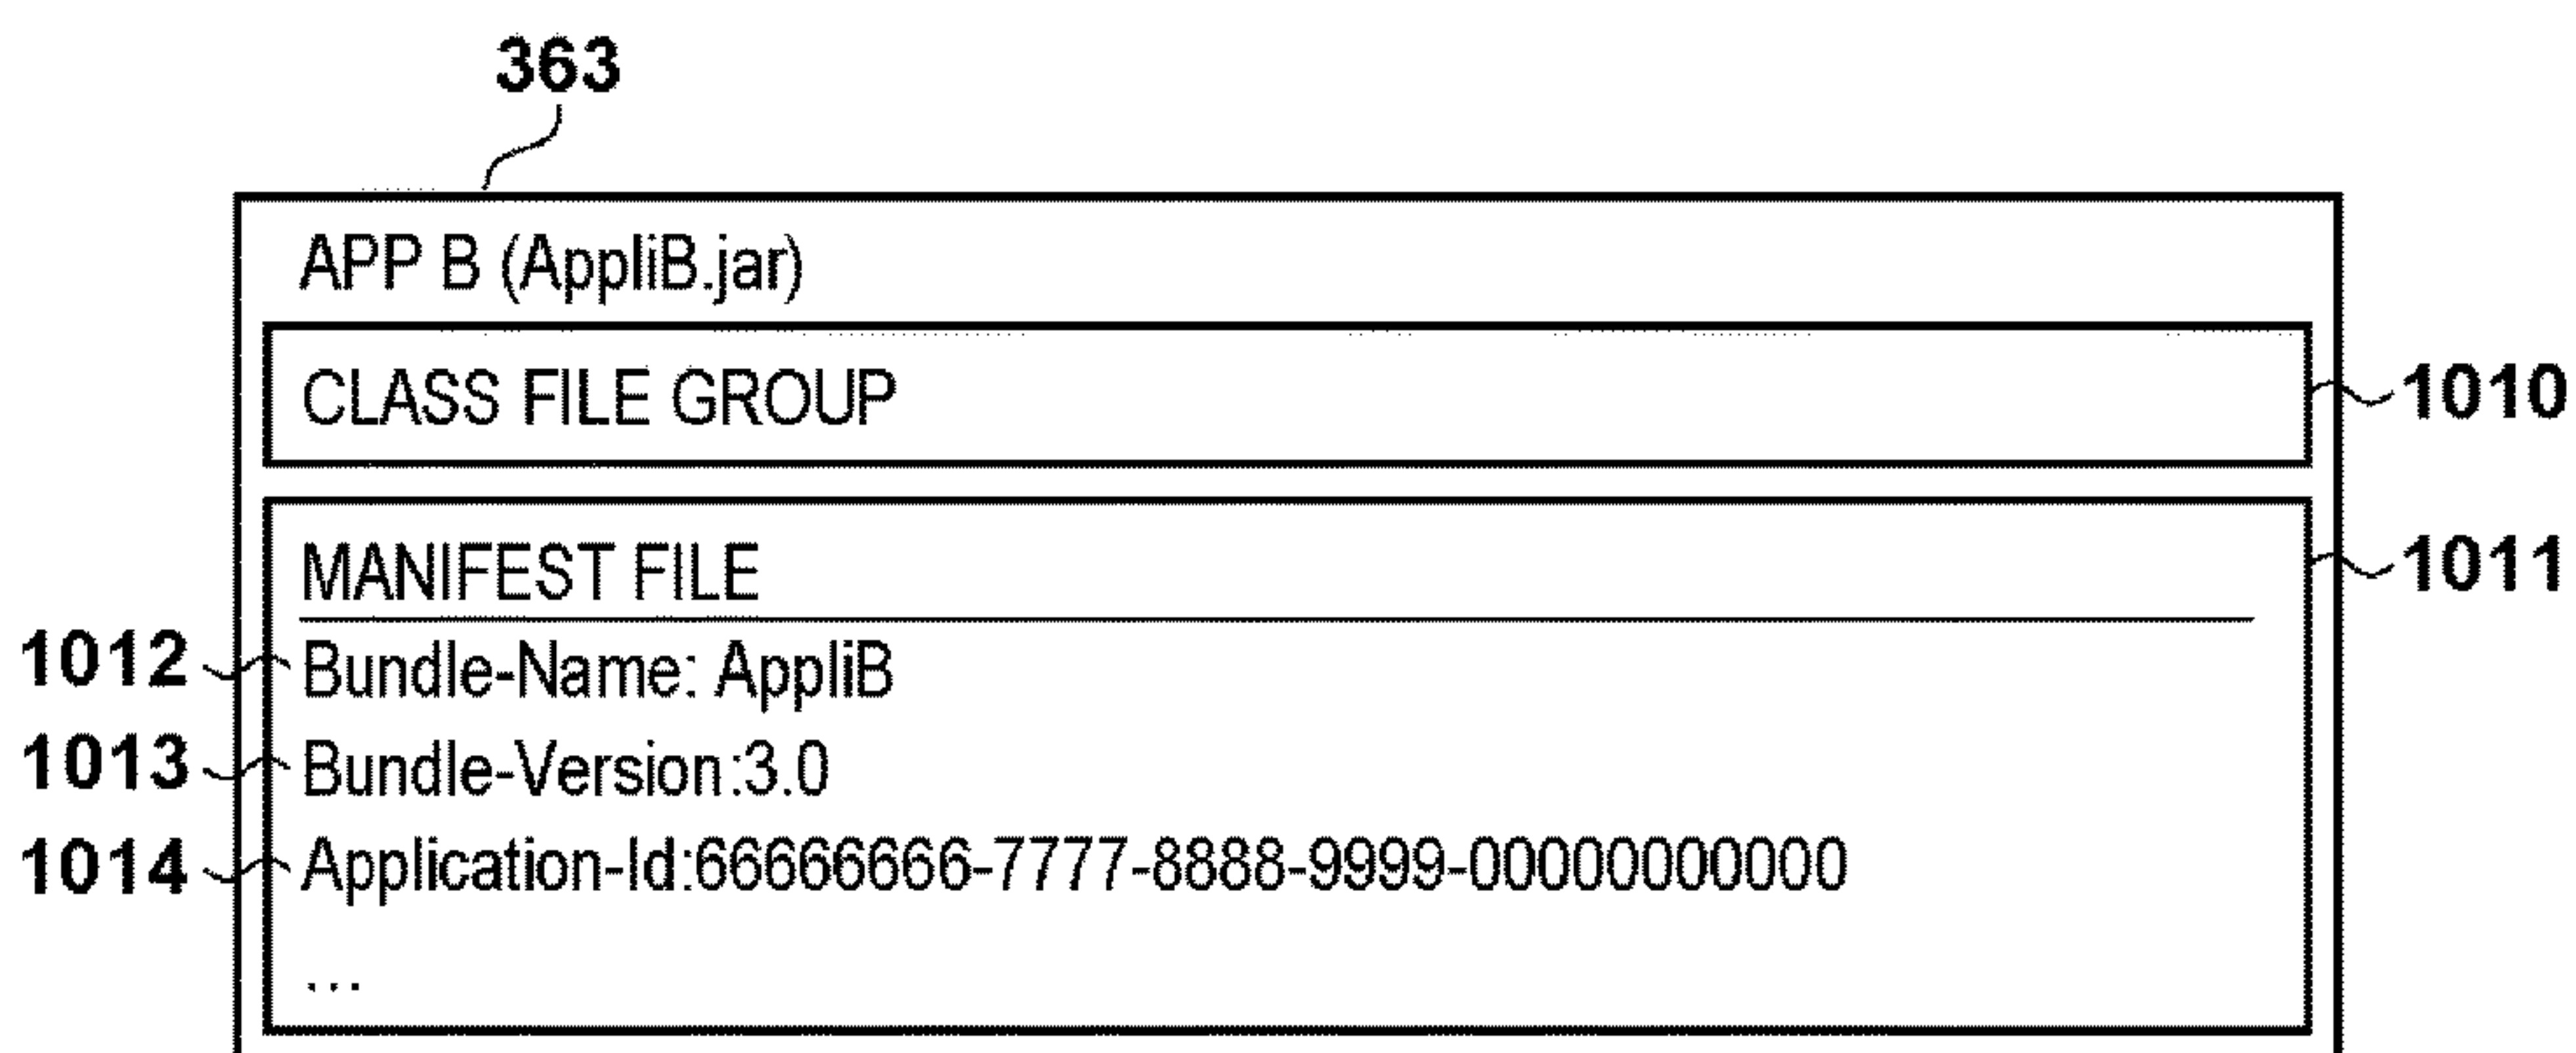 363
APP B (AppliB.jar)
CLASS FILE GROUP
1010
MANIFEST FILE
1011
1012 Bundle-Name: AppliB
1013 Bundle-Version:3.0
1014 Application-Id:66666666-7777-8888-9999-00000000000
...